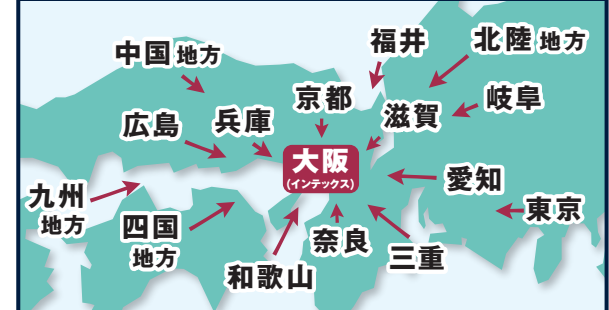 中国地方
福井
北陸地方
京都
岐阜
広島
兵庫
滋賀
大阪
(インテックス)
愛知
九州
地方
四国
地方
東京
奈良
三重
和歌山